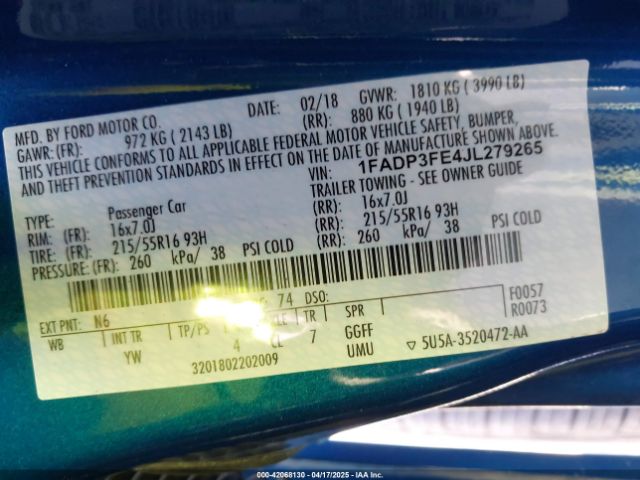 MFD. BY FORD MOTOR CO. DATE: 02/18 GVWR: 1810 KG ( 3990 LB)
GAWR: (FR): 972 KG ( 2143 LB) (RR): 880 KG ( 1940 LB)
THIS VEHICLE CONFORMS TO ALL APPLICABLE FEDERAL MOTOR VEHICLE SAFETY, BUMPER,
AND THEFT PREVENTION STANDARDS IN EFFECT ON THE DATE OF MANUFACTURE SHOWN ABOVE.
VIN: 1FADP3FE4JL279265
TYPE: Passenger Car TRAILER TOWING - SEE OWNER GUIDE
RIM: (FR): 16x7.0J (RR): 16x7.0J
TIRE: (FR): 215/55R16 93H (RR): 215/55R16 93H
PRESSURE: (FR): 260 kPa/ 38 PSI COLD (RR): 260 kPa/ 38 PSI COLD
EXT PNT: N6 74 DSO: F0057
WB INT TR TP/PS TR SPR R0073
YW 4 7 GGFF
3201802202009 UMU 5U5A-3520472-AA
000-42068130 - 04/17/2025 - IAAI.